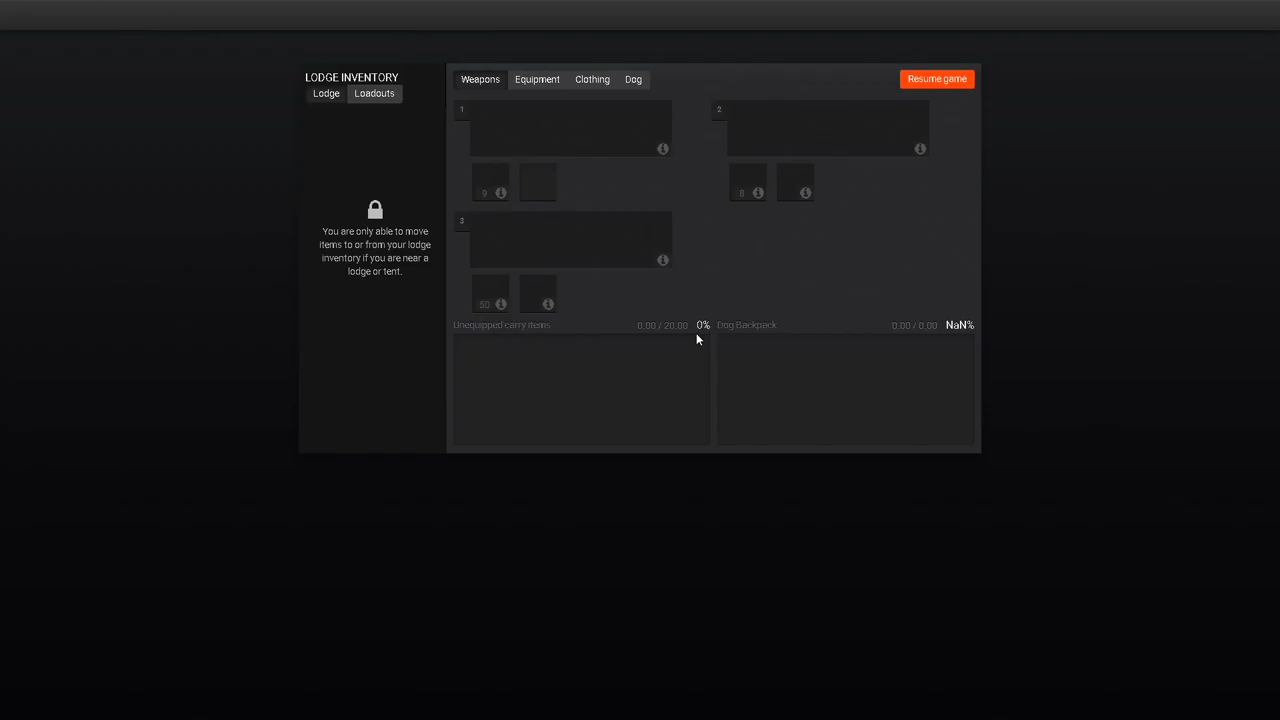 LODGE INVENTORY
Lodge Loadouts
You are only able to move
items to or from your lodge
inventory if you are near a
lodge or tent.
Weapons Equipment Clothing Dog
Resume game
1
2
9
8
3
50
Unequipped carry items 0.00 / 20.00 0%
Dog Backpack 0.00 / 0.00 NaN%